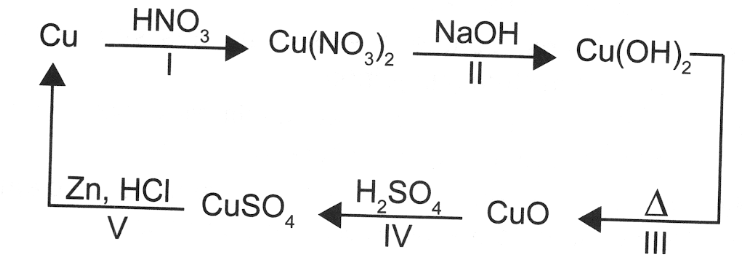 Cu HNO₃ Cu(NO₃)₂ NaOH Cu(OH)₂
I II
Zn, HCl CuSO₄ H₂SO₄ CuO Δ
V IV III